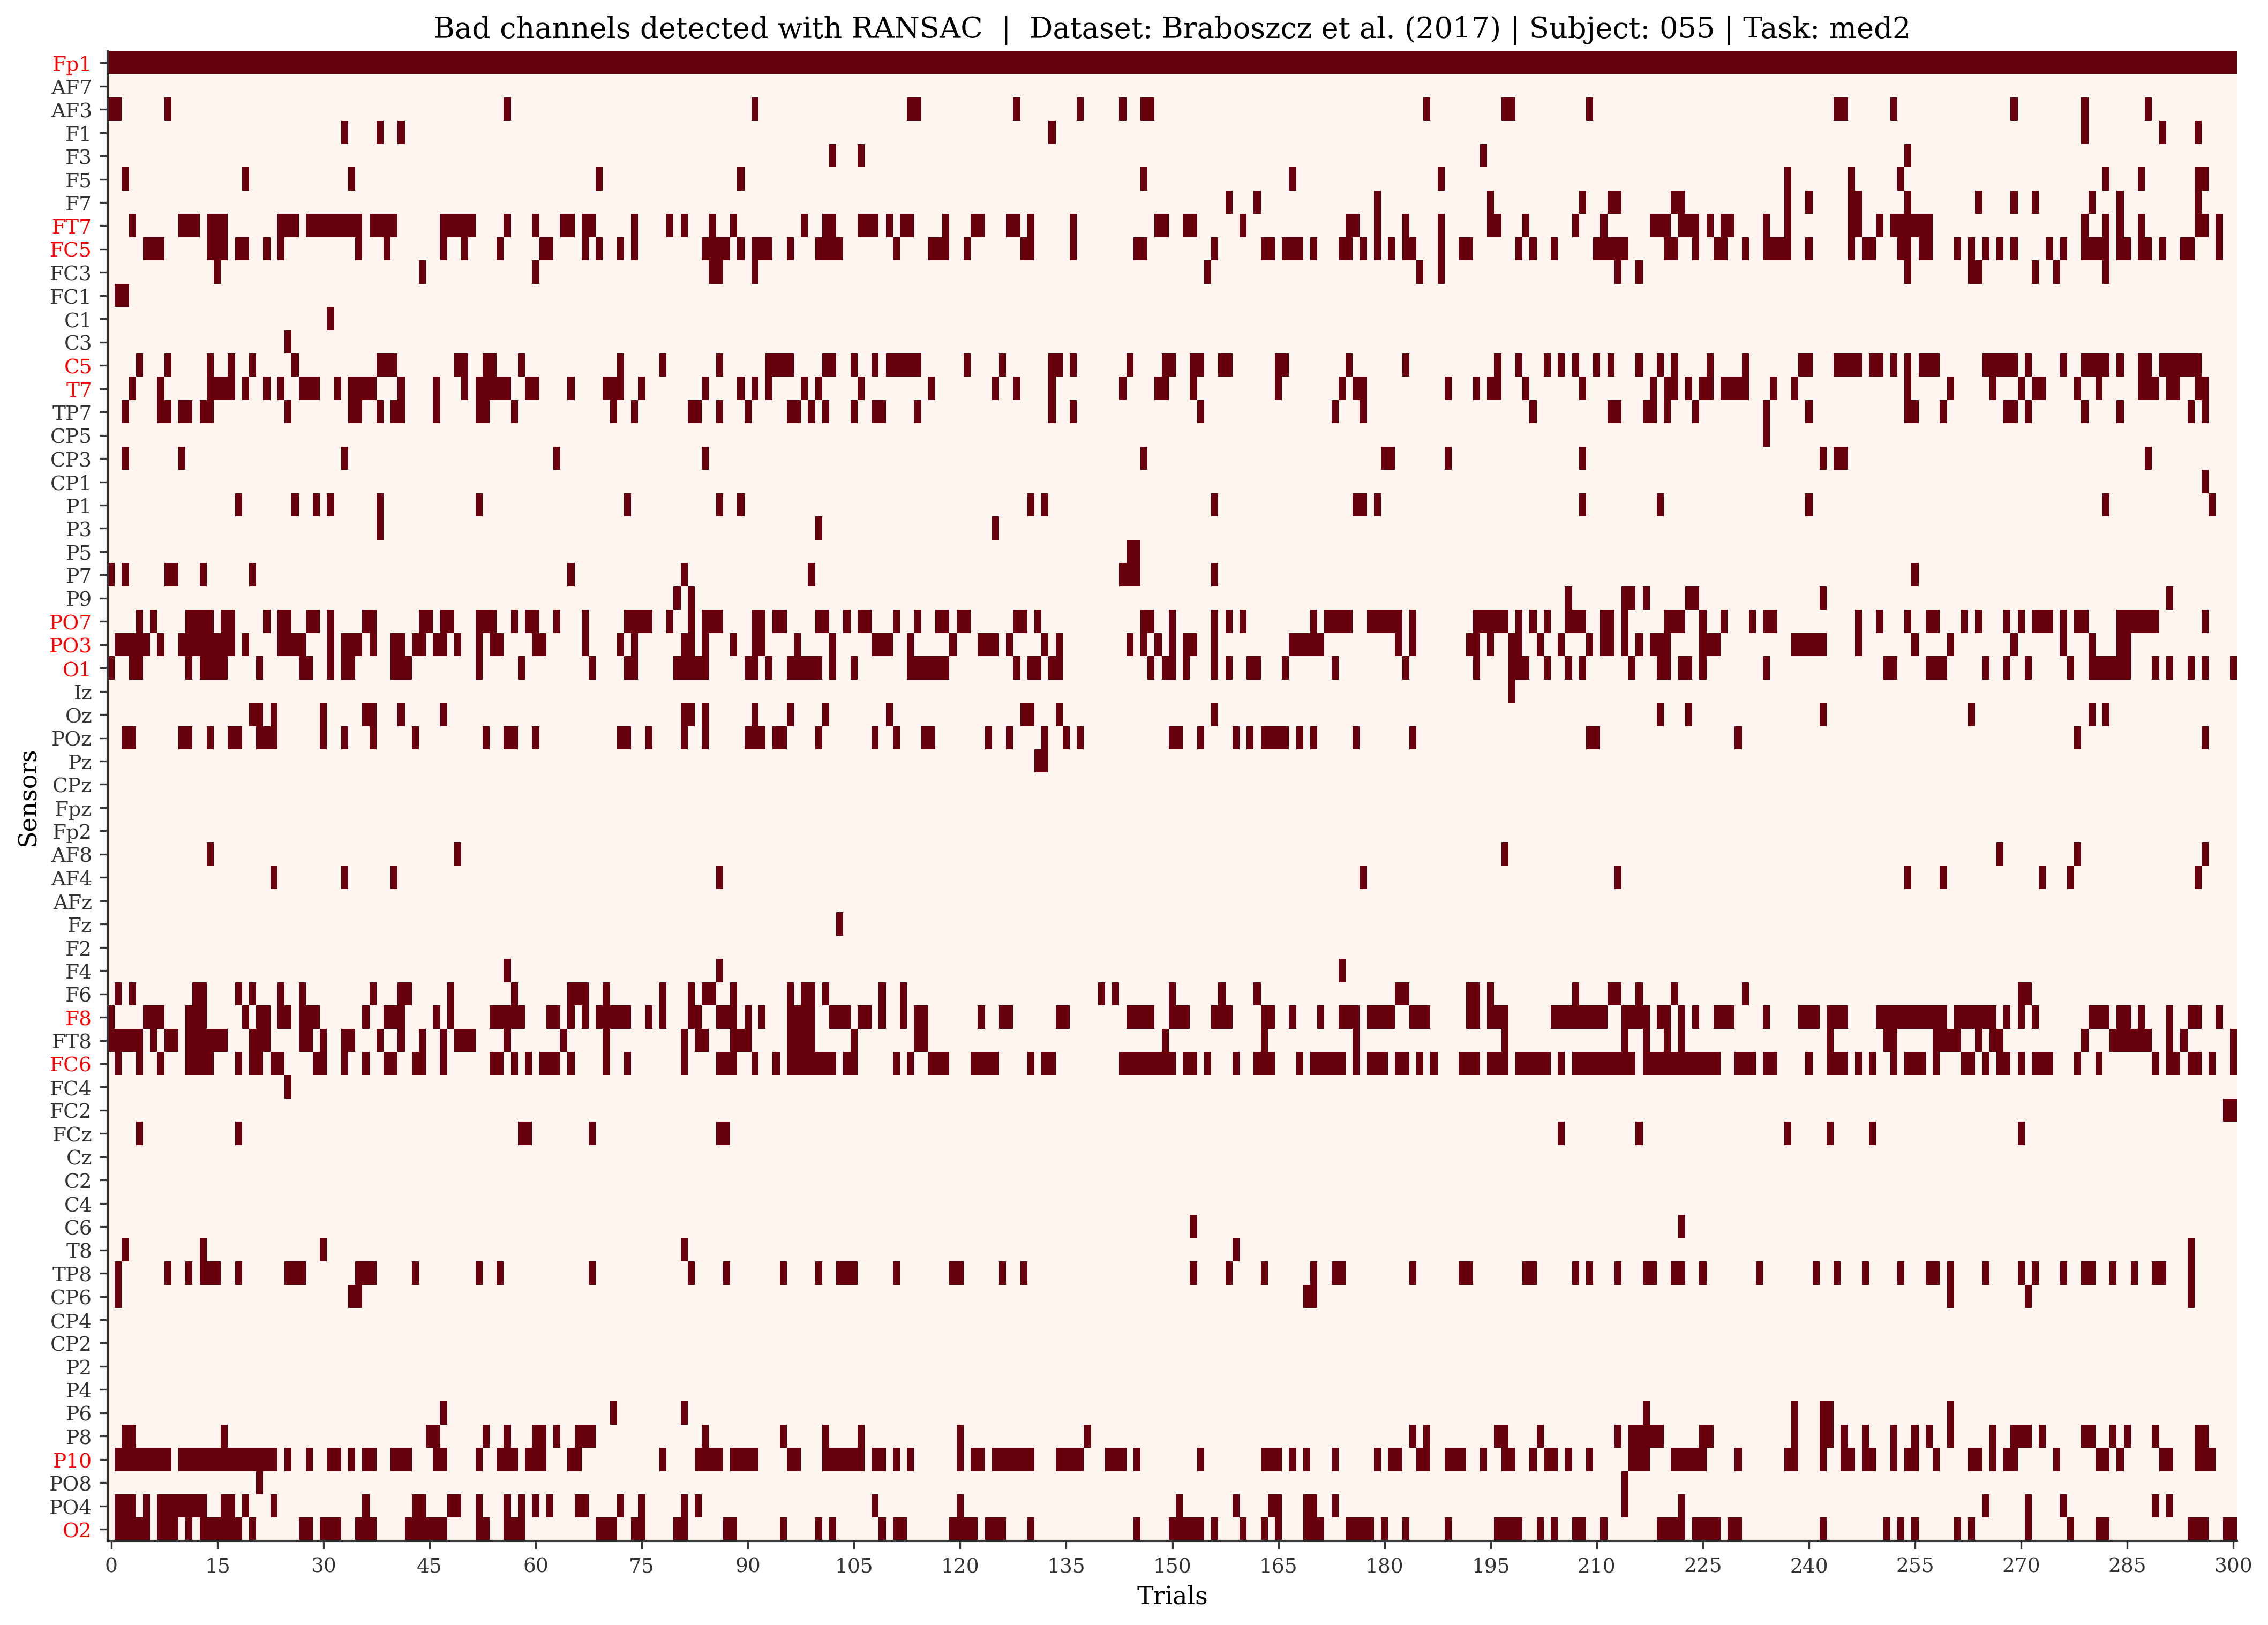 Bad channels detected with RANSAC | Dataset: Braboszcz et al. (2017) | Subject: 055 | Task: med2
Sensors
Fp1
AF7
AF3
F1
F3
F5
F7
FT7
FC5
FC3
FC1
C1
C3
C5
T7
TP7
CP5
CP3
CP1
P1
P3
P5
P7
P9
PO7
PO3
O1
Iz
Oz
POz
Pz
CPz
Fpz
Fp2
AF8
AF4
AFz
Fz
F2
F4
F6
F8
FT8
FC6
FC4
FC2
FCz
Cz
C2
C4
C6
T8
TP8
CP6
CP4
CP2
P2
P4
P6
P8
P10
PO8
PO4
O2
0 15 30 45 60 75 90 105 120 135 150 165 180 195 210 225 240 255 270 285 300
Trials